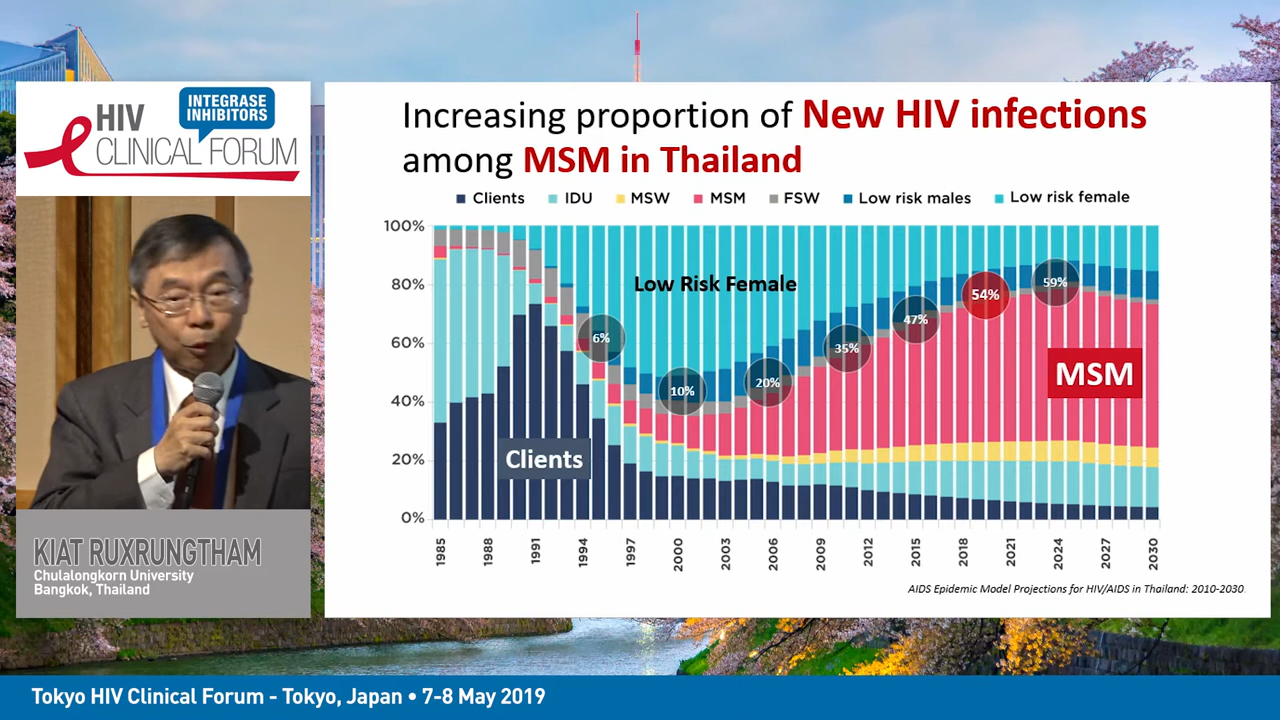 INTEGRASE
INHIBITORS
HIV
CLINICAL FORUM
KIAT RUXRUNGTHAM
Chulalongkorn University
Bangkok, Thailand
Increasing proportion of New HIV infections
among MSM in Thailand
Clients IDU MSW MSM FSW Low risk males Low risk female
100%
80%
60%
40%
20%
0%
Low Risk Female
6%
10%
20%
35%
47%
54%
59%
MSM
Clients
1985 1988 1991 1994 1997 2000 2003 2006 2009 2012 2015 2018 2021 2024 2027 2030
AIDS Epidemic Model Projections for HIV/AIDS in Thailand: 2010-2030
Tokyo HIV Clinical Forum - Tokyo, Japan • 7-8 May 2019